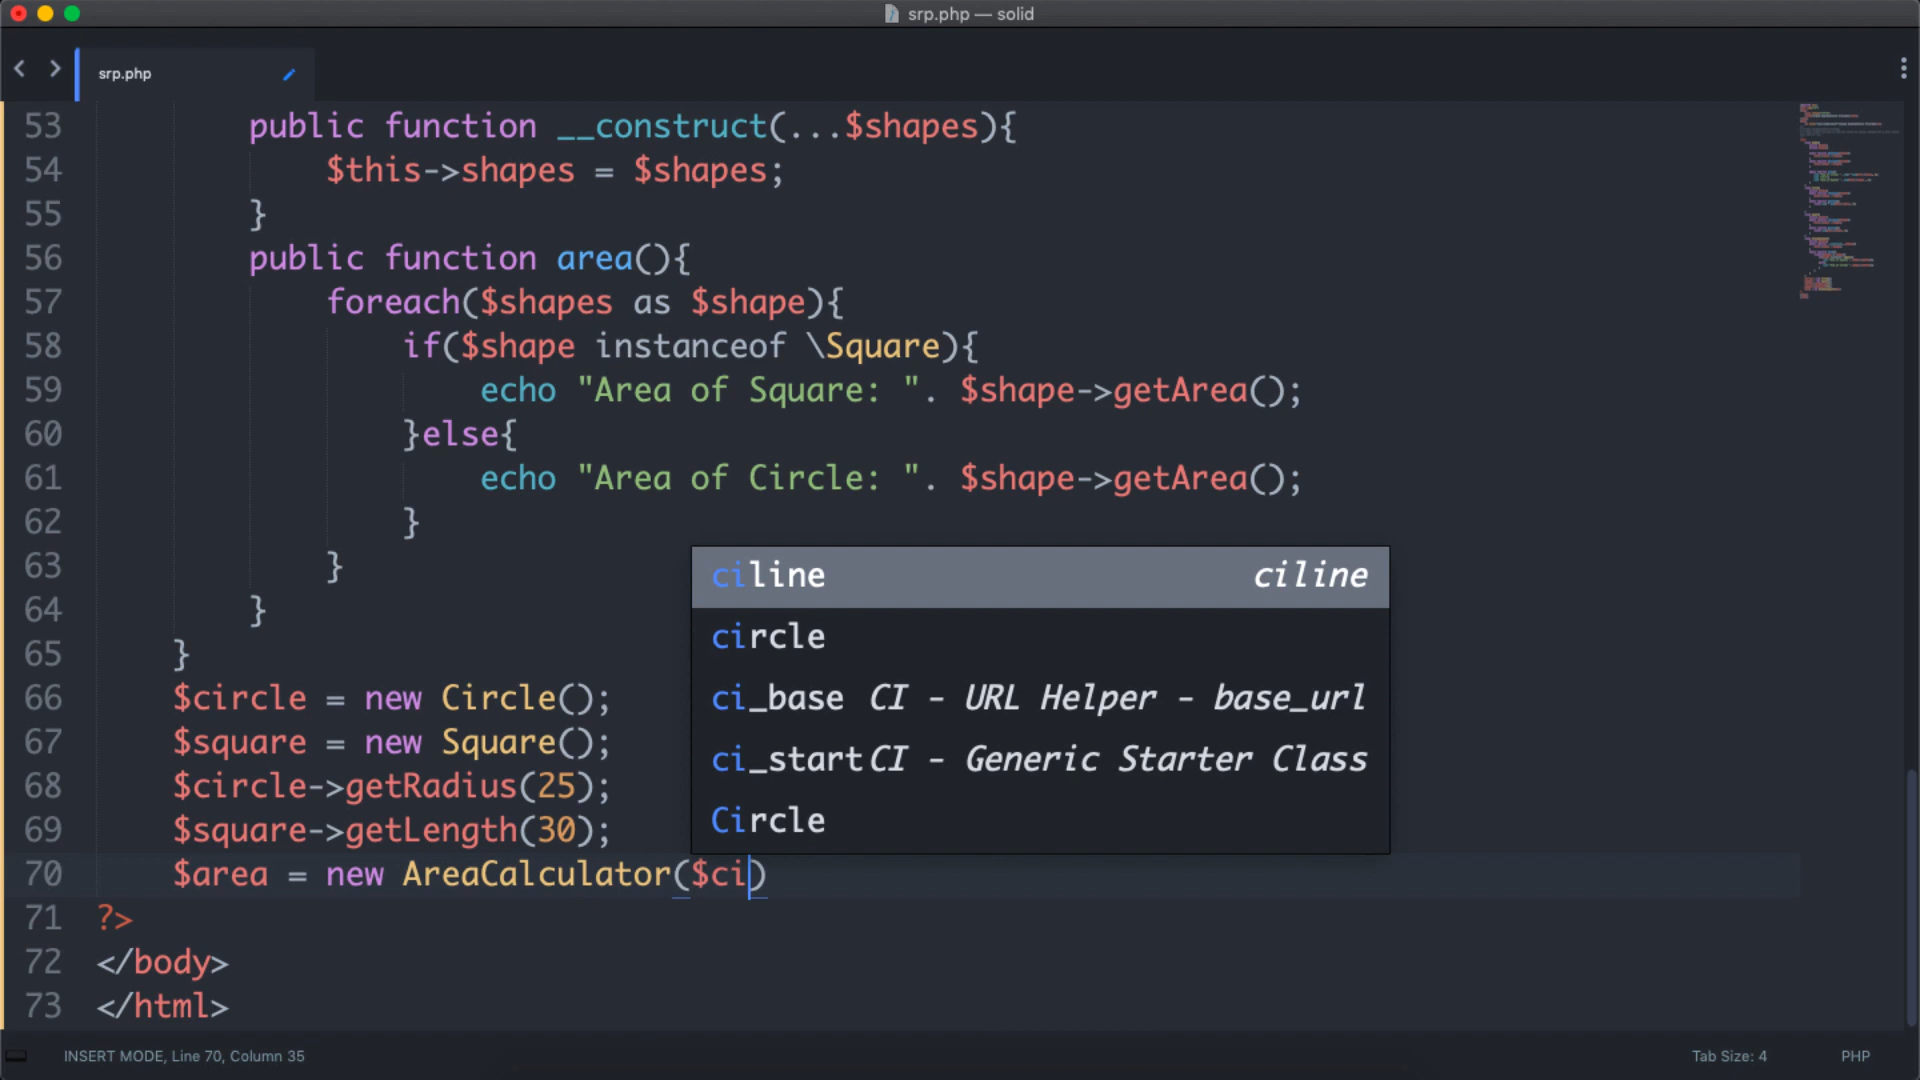 srp.php — solid
srp.php
53 public function __construct(...$shapes){
54 $this->shapes = $shapes;
55 }
56 public function area(){
57 foreach($shapes as $shape){
58 if($shape instanceof \Square){
59 echo "Area of Square: ". $shape->getArea();
60 }else{
61 echo "Area of Circle: ". $shape->getArea();
62 }
63 }
64 }
65 }
66 $circle = new Circle();
67 $square = new Square();
68 $circle->getRadius(25);
69 $square->getLength(30);
70 $area = new AreaCalculator($ci)
71 ?>
72 </body>
73 </html>
ciline ciline
circle
ci_base CI - URL Helper - base_url
ci_start CI - Generic Starter Class
Circle
INSERT MODE, Line 70, Column 35
Tab Size: 4
PHP